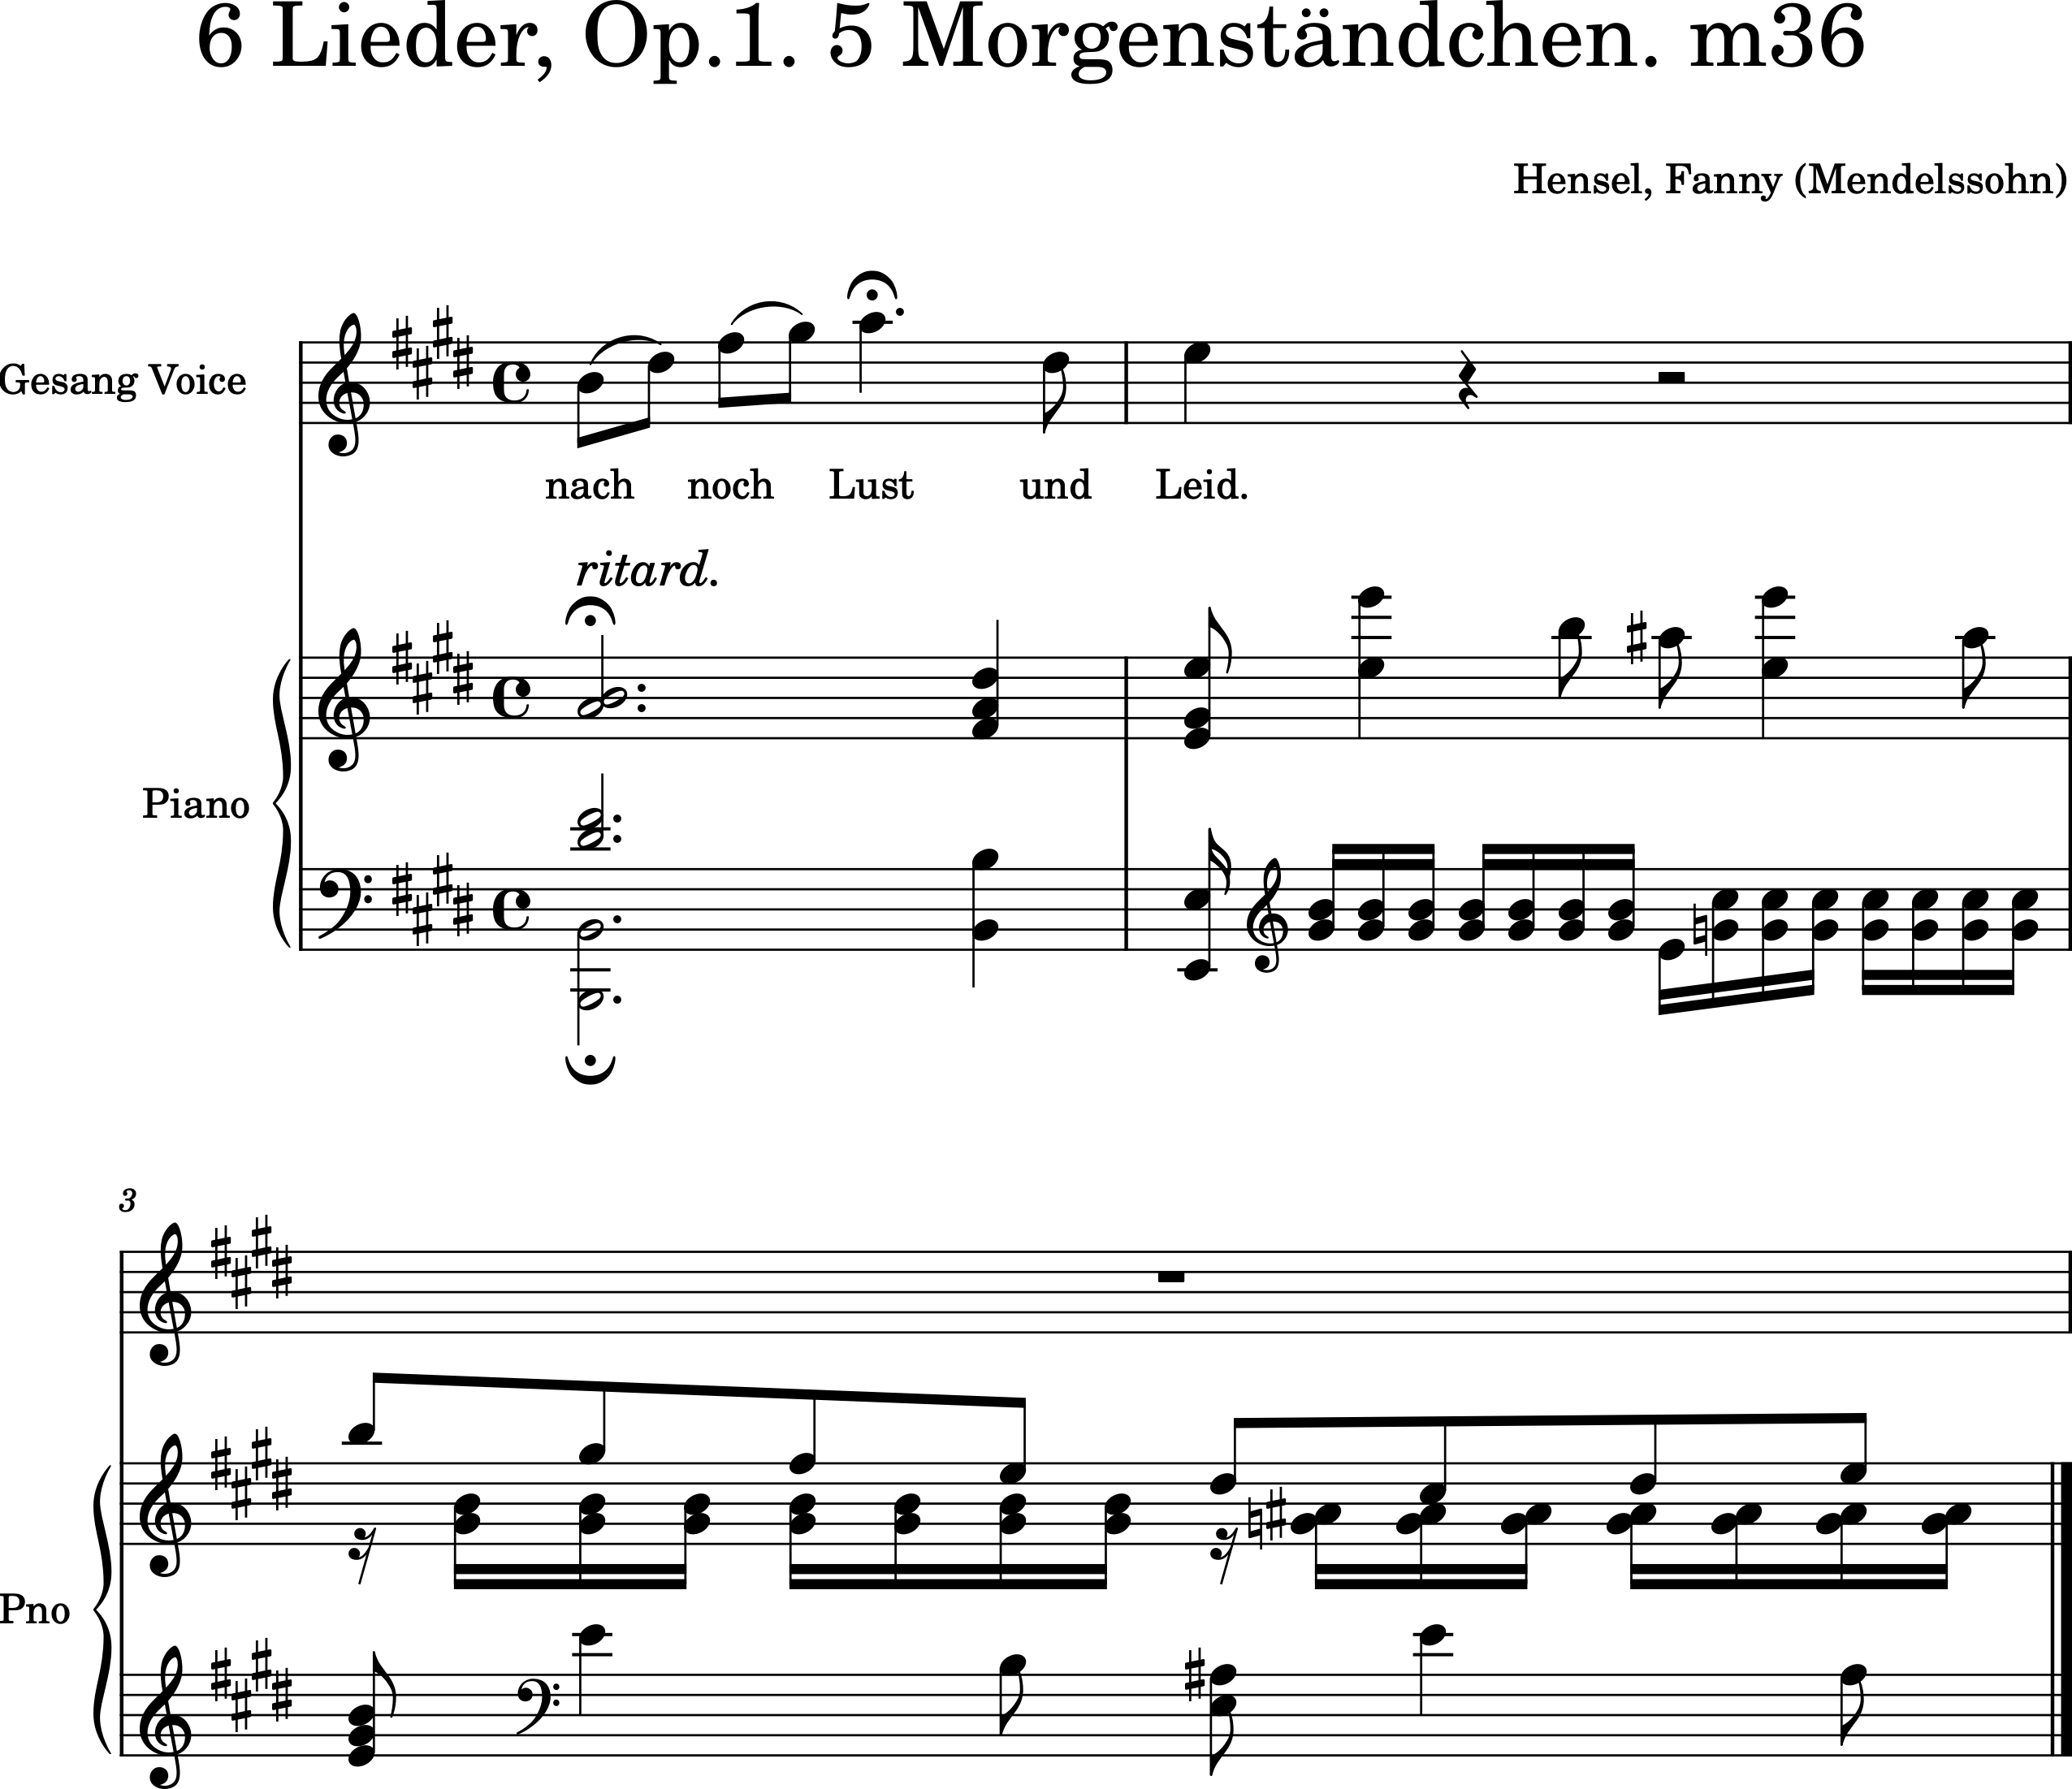 6 Lieder, Op.1. 5 Morgenständchen. m36
Hensel, Fanny (Mendelssohn)
Gesang Voice
nach noch Lust und Leid.
ritard.
Piano
3
Pno